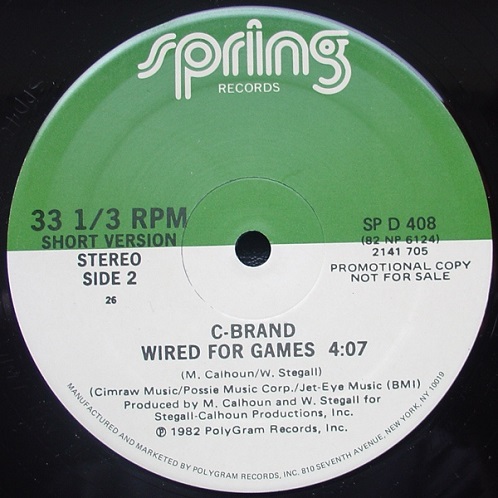 spring
RECORDS
33 1/3 RPM
SHORT VERSION
STEREO
SIDE 2
26
SP D 408
(82 NP 6124)
2141 705
PROMOTIONAL COPY
NOT FOR SALE
C-BRAND
WIRED FOR GAMES 4:07
(M. Calhoun/W. Stegall)
(Cimraw Music/Possie Music Corp./Jet-Eye Music (BMI)
Produced by M. Calhoun and W. Stegall for
Stegall-Calhoun Productions, Inc.
℗ 1982 PolyGram Records, Inc.
MANUFACTURED AND MARKETED BY POLYGRAM RECORDS, INC. 810 SEVENTH AVENUE, NEW YORK, NY 10019